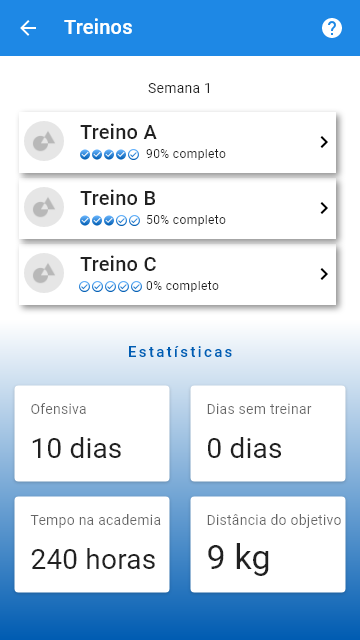 Treinos
Semana 1
Treino A
90% completo
Treino B
50% completo
Treino C
0% completo
Estatísticas
Ofensiva
10 dias
Dias sem treinar
0 dias
Tempo na academia
240 horas
Distância do objetivo
9 kg